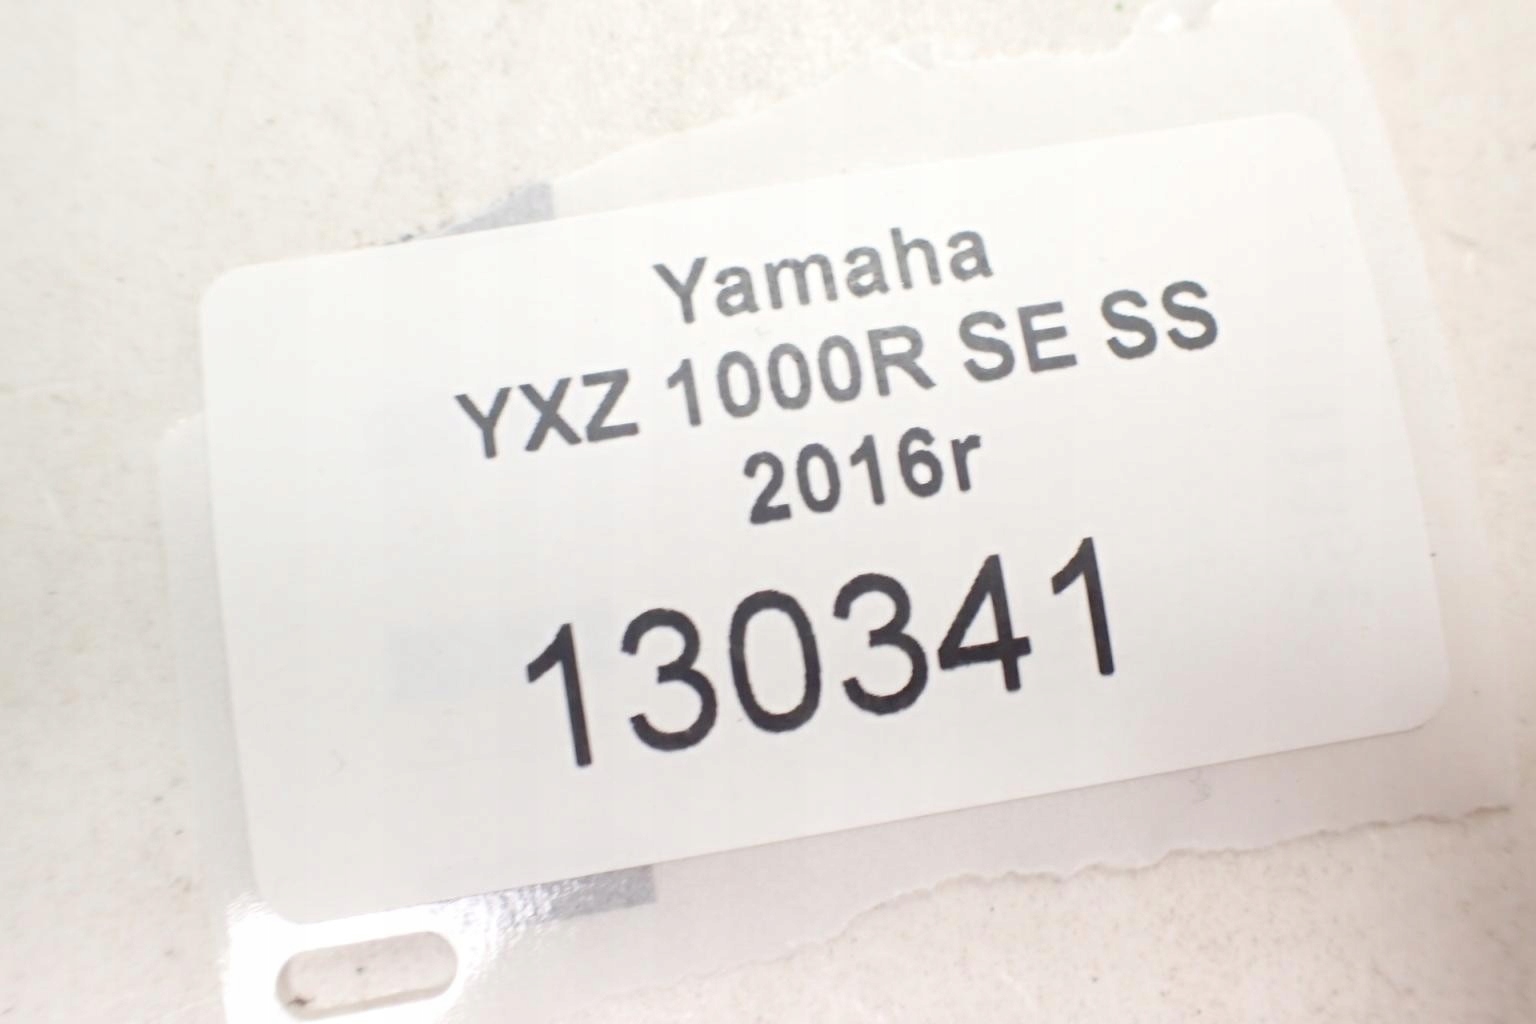 Yamaha
YXZ 1000R SE SS
2016r
130341